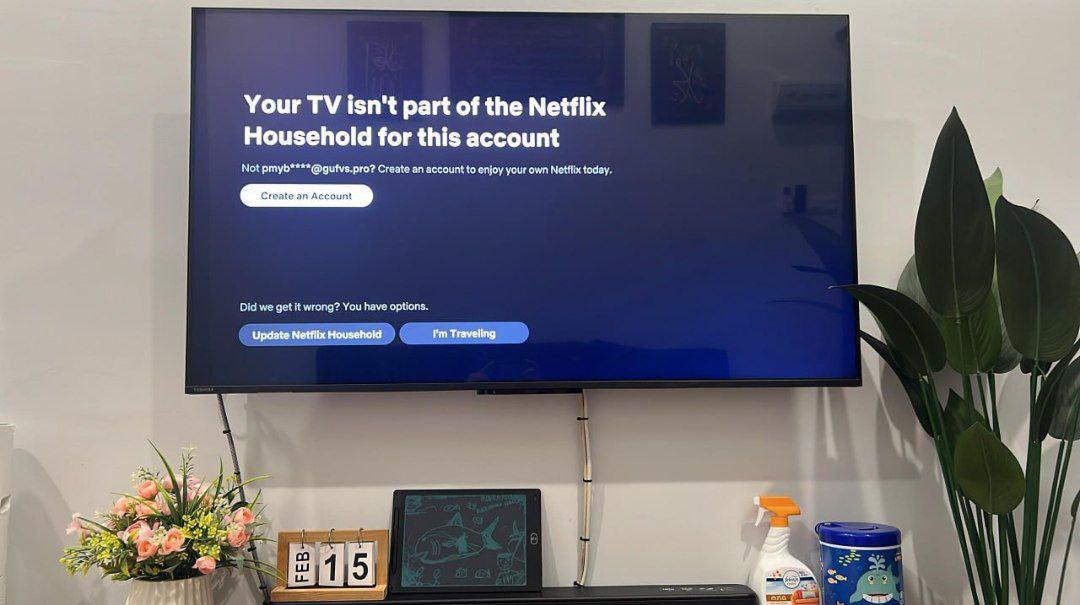 Your TV isn't part of the Netflix
Household for this account
Not pmyb****@gufvs.pro? Create an account to enjoy your own Netflix today.
Create an Account
Did we get it wrong? You have options.
Update Netflix Household
I'm Traveling
TOSHIBA
FEB 15